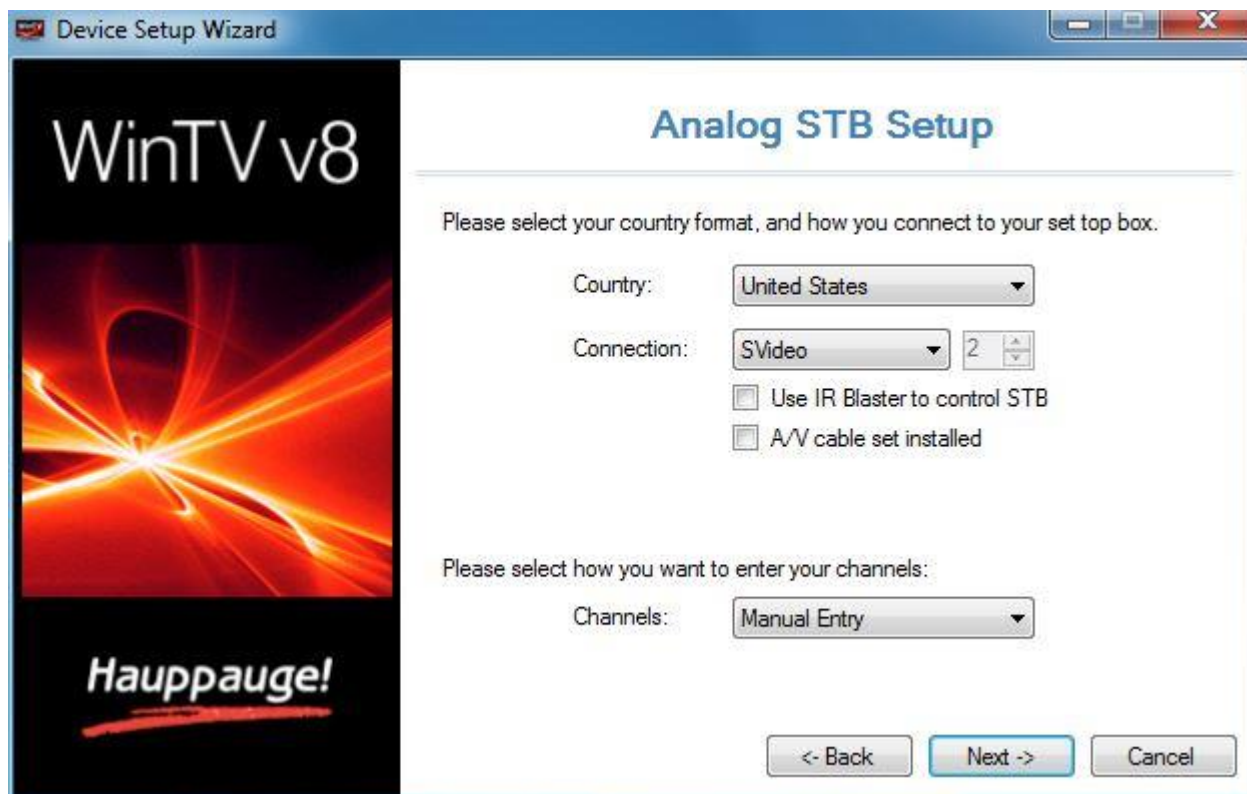 Device Setup Wizard
WinTV v8
Analog STB Setup
Please select your country format, and how you connect to your set top box.
Country: United States
Connection: SVideo 2
Use IR Blaster to control STB
A/V cable set installed
Please select how you want to enter your channels:
Channels: Manual Entry
Hauppauge!
<- Back Next -> Cancel